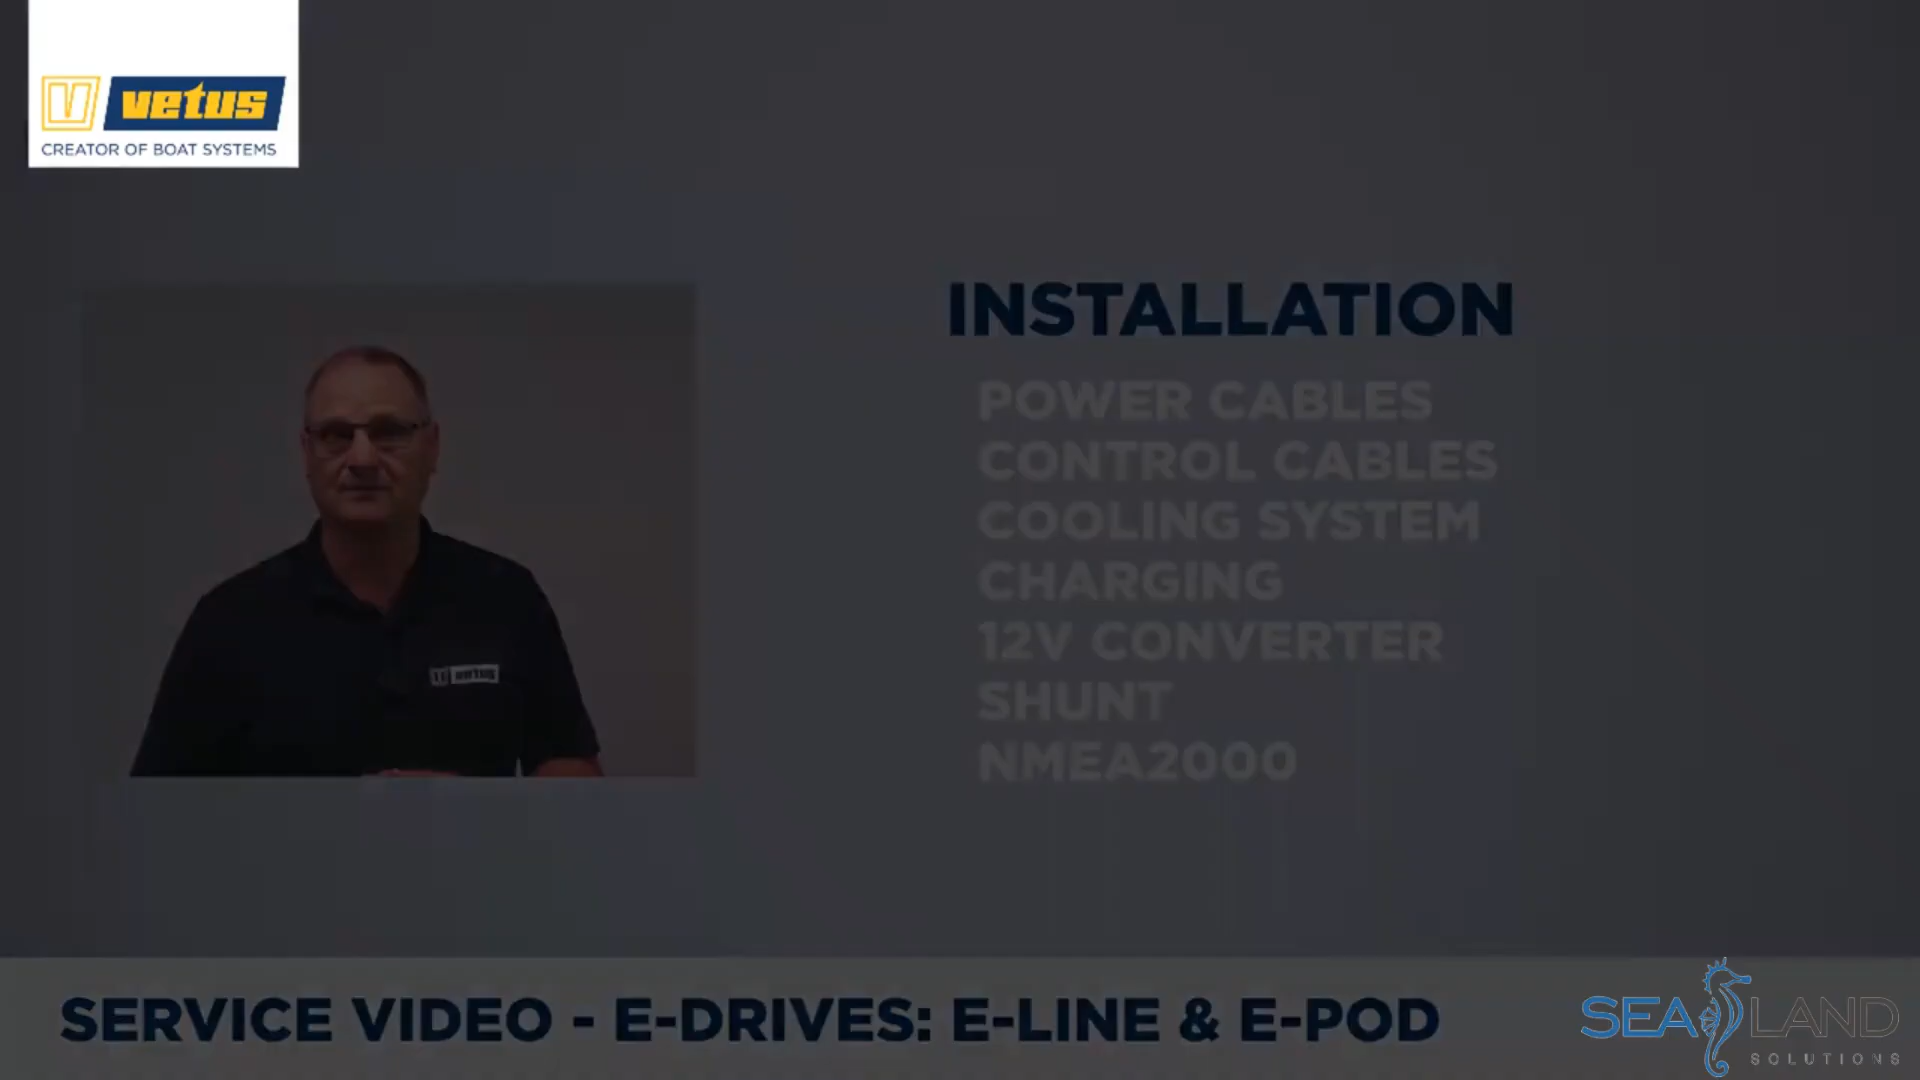 V vetus
CREATOR OF BOAT SYSTEMS
INSTALLATION
POWER CABLES
CONTROL CABLES
COOLING SYSTEM
CHARGING
12V CONVERTER
SHUNT
NMEA2000
vetus
SERVICE VIDEO - E-DRIVES: E-LINE & E-POD
SEA LAND
SOLUTIONS